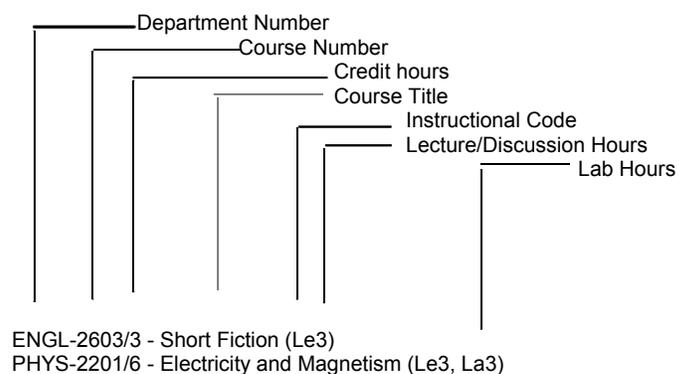 Department Number
Course Number
Credit hours
Course Title
Instructional Code
Lecture/Discussion Hours
Lab Hours
ENGL-2603/3 - Short Fiction (Le3)
PHYS-2201/6 - Electricity and Magnetism (Le3, La3)